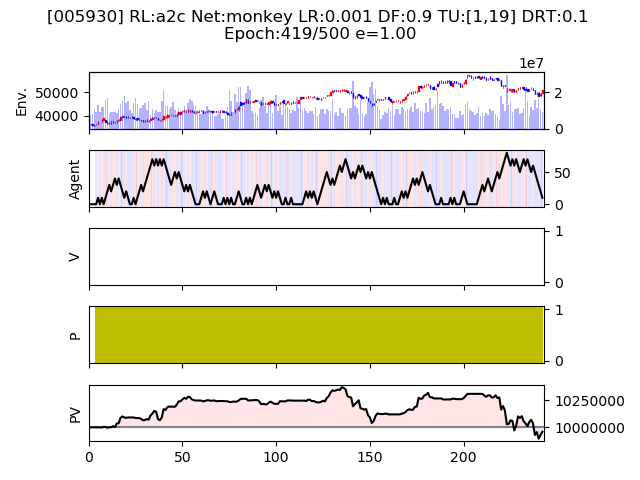 [005930] RL:a2c Net:monkey LR:0.001 DF:0.9 TU:[1,19] DRT:0.1
Epoch:419/500 e=1.00
1e7
Env.
50000
40000
2
0
Agent
50
0
V
1
0
P
1
0
PV
10250000
10000000
0 50 100 150 200